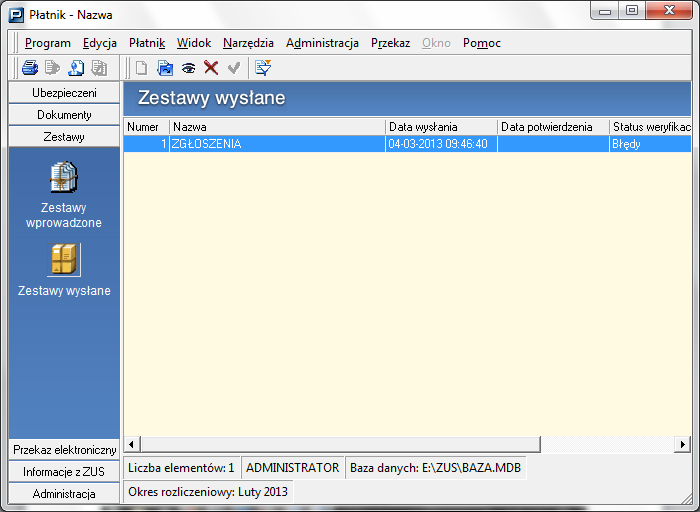 Płatnik - Nazwa
Program Edycja Płatnik Widok Narzędzia Administracja Przekaz Okno Pomoc
Ubezpieczeni
Dokumenty
Zestawy
Zestawy
wprowadzone
Zestawy wysłane
Przekaz elektroniczny
Informacje z ZUS
Administracja
Zestawy wysłane
Numer Nazwa Data wysłania Data potwierdzenia Status weryfikac
1 ZGŁOSZENIA 04-03-2013 09:46:40 Błędy
Liczba elementów: 1 ADMINISTRATOR Baza danych: E:\ZUS\BAZA.MDB
Okres rozliczeniowy: Luty 2013